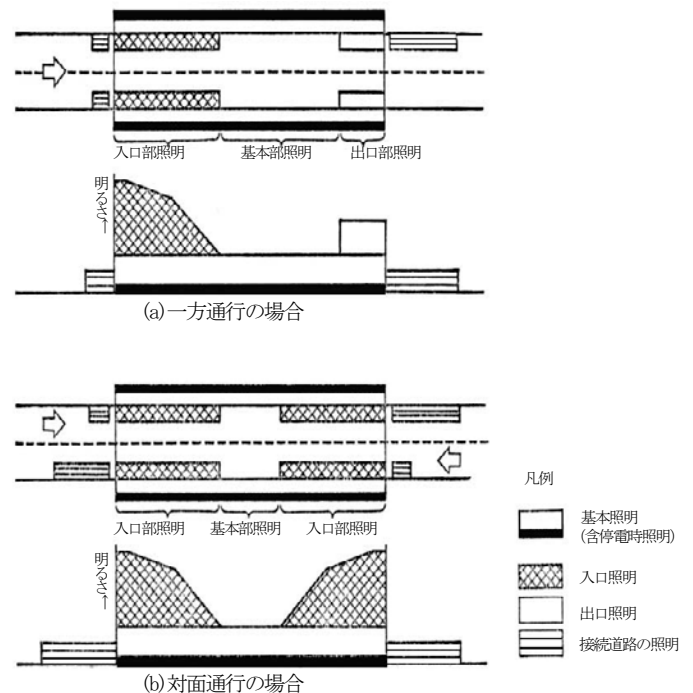 入口部照明 基本部照明 出口部照明
明るさ→
(a)一方通行の場合
入口部照明 基本部照明 入口部照明
明るさ→
(b)対面通行の場合
凡例
基本照明
(含停電時照明)
入口照明
出口照明
接続道路の照明